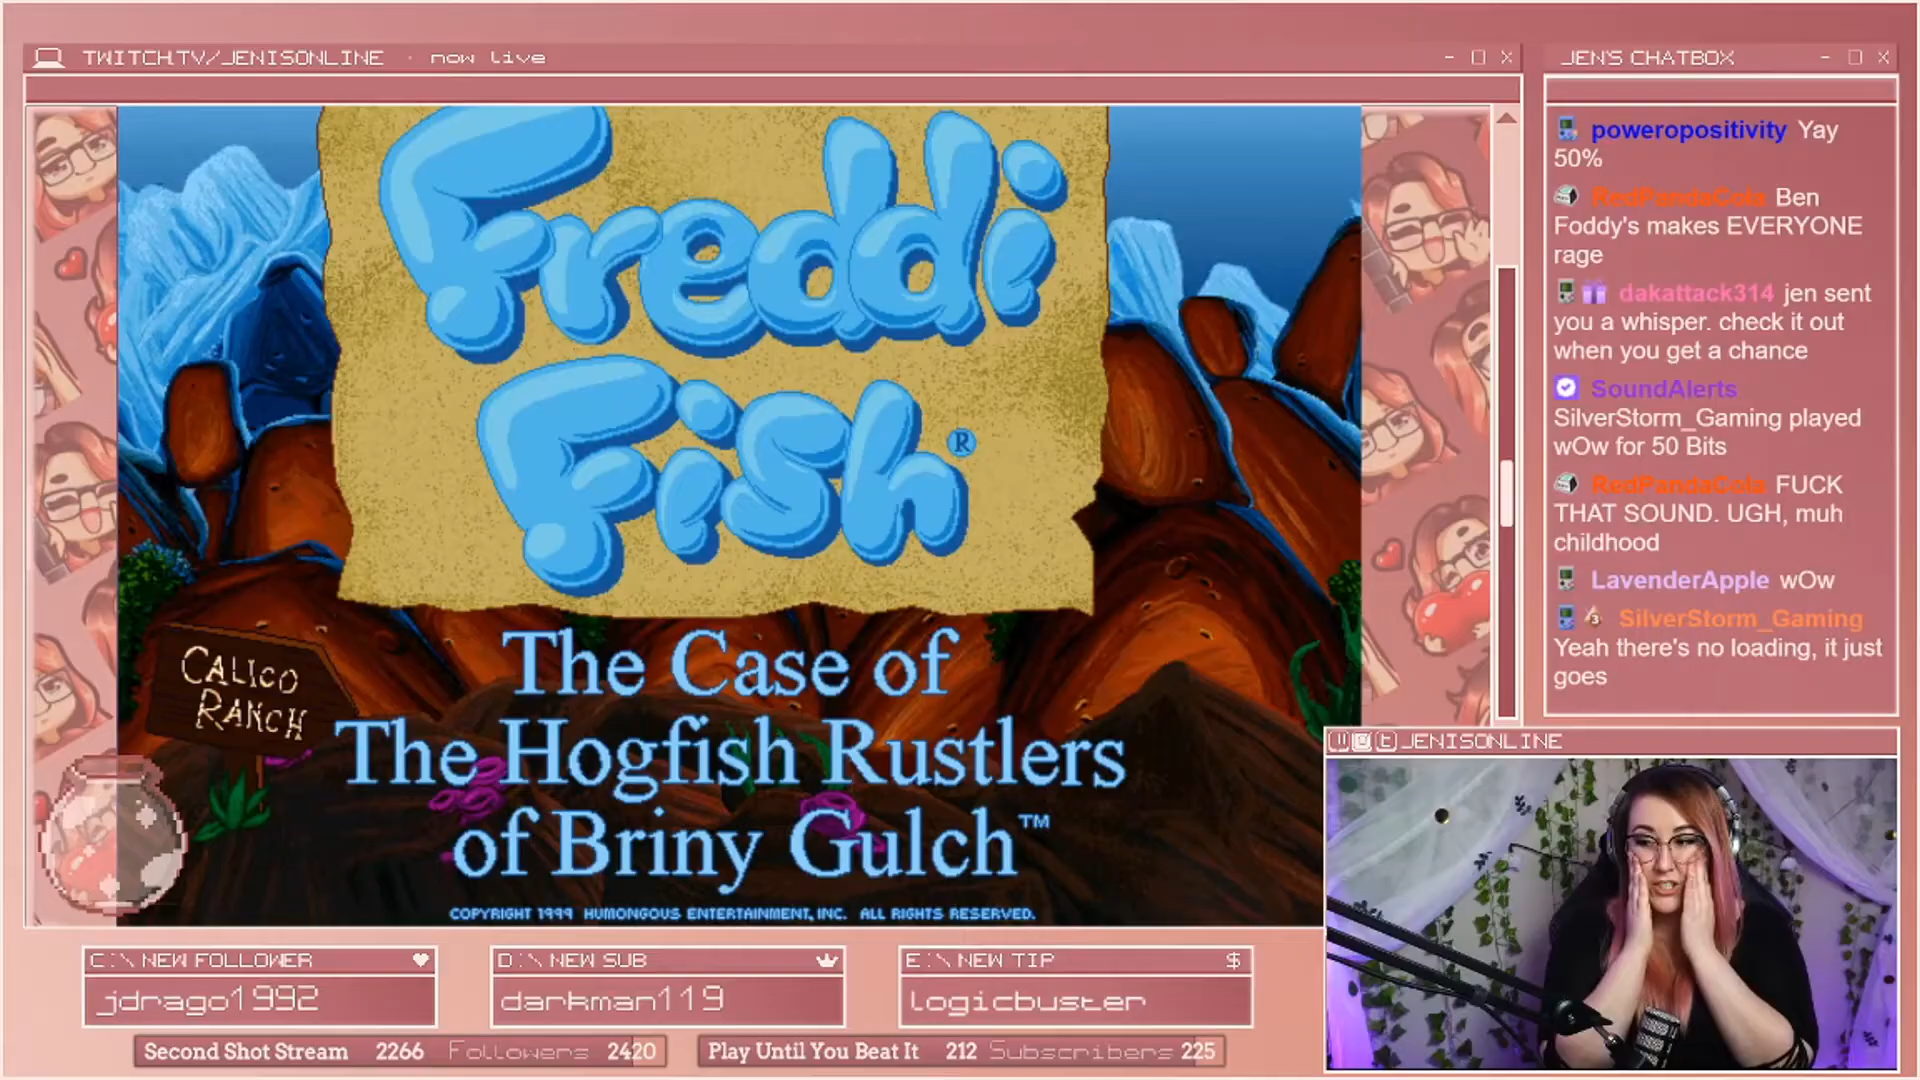 TWITCH.TV/JENISONLINE · now live
JEN'S CHATBOX
Freddi
Fish®
CALICO
RANCH
The Case of
The Hogfish Rustlers
of Briny Gulch™
COPYRIGHT 1999 HUMONGOUS ENTERTAINMENT, INC. ALL RIGHTS RESERVED.
poweropositivity Yay
50%
RedPandaCola Ben
Foddy's makes EVERYONE
rage
dakattack314 jen sent
you a whisper. check it out
when you get a chance
SoundAlerts
SilverStorm_Gaming played
wOw for 50 Bits
RedPandaCola FUCK
THAT SOUND. UGH, muh
childhood
LavenderApple wOw
3 SilverStorm_Gaming
Yeah there's no loading, it just
goes
JENISONLINE
C:\ NEW FOLLOWER
jdrago1992
D:\ NEW SUB
darkman119
E:\ NEW TIP $
logicbuster
Second Shot Stream 2266 Followers 2420
Play Until You Beat It 212 Subscribers 225